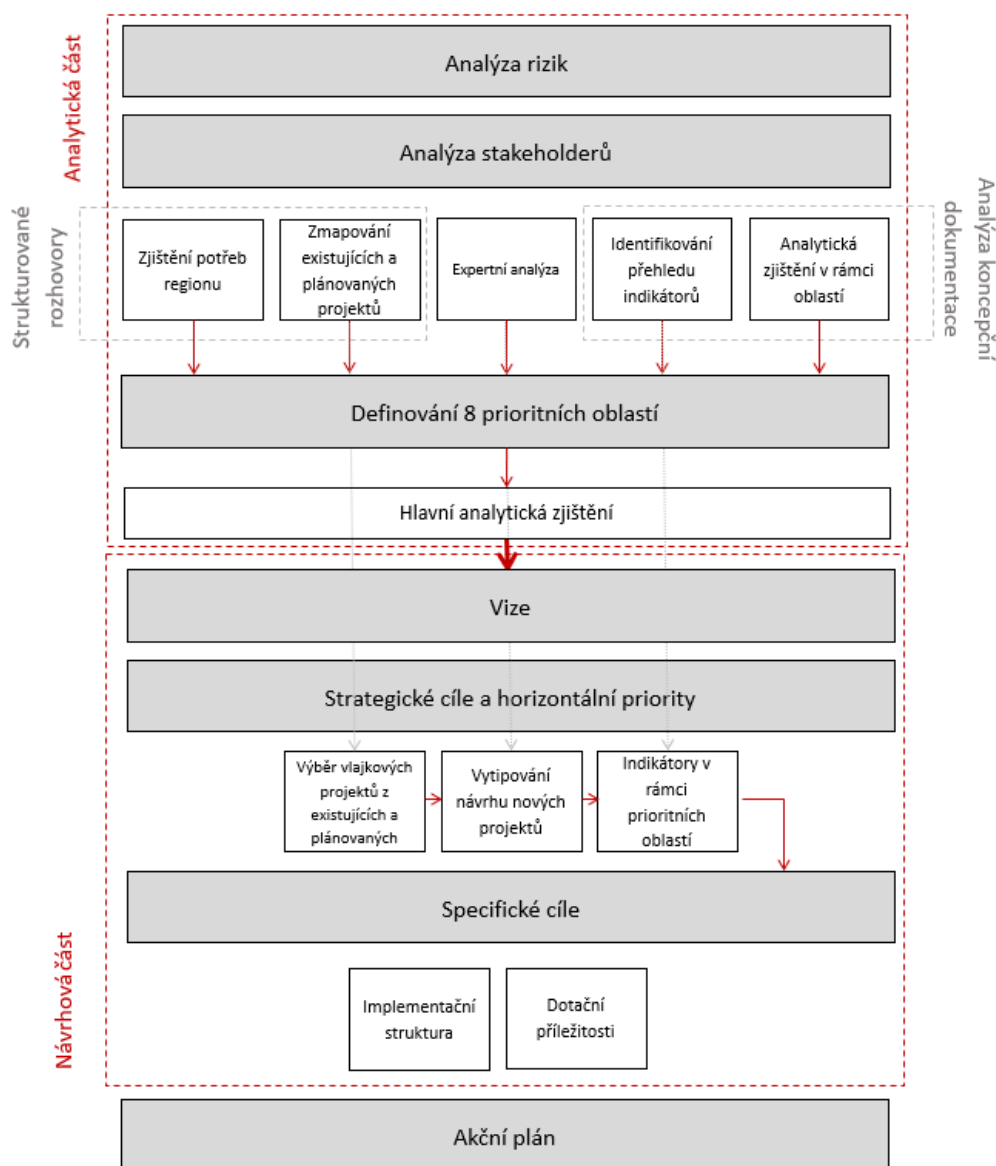 Analytická část
Analýza rizik
Analýza stakeholderů
Strukturované
rozhovory
Zjištění potřeb
regionu
Zmapování
existujících a
plánovaných
projektů
Expertní analýza
Identifikování
přehledu
indikátorů
Analytická
zjištění v rámci
oblastí
Analýza koncepční
dokumentace
Definování 8 prioritních oblastí
Hlavní analytická zjištění
Vize
Strategické cíle a horizontální priority
Výběr vlajkových
projektů z
existujících a
plánovaných
Vytipování
návrhu nových
projektů
Indikátory v
rámci
prioritních
oblastí
Specifické cíle
Návrhová část
Implementační
struktura
Dotační
příležitosti
Akční plán